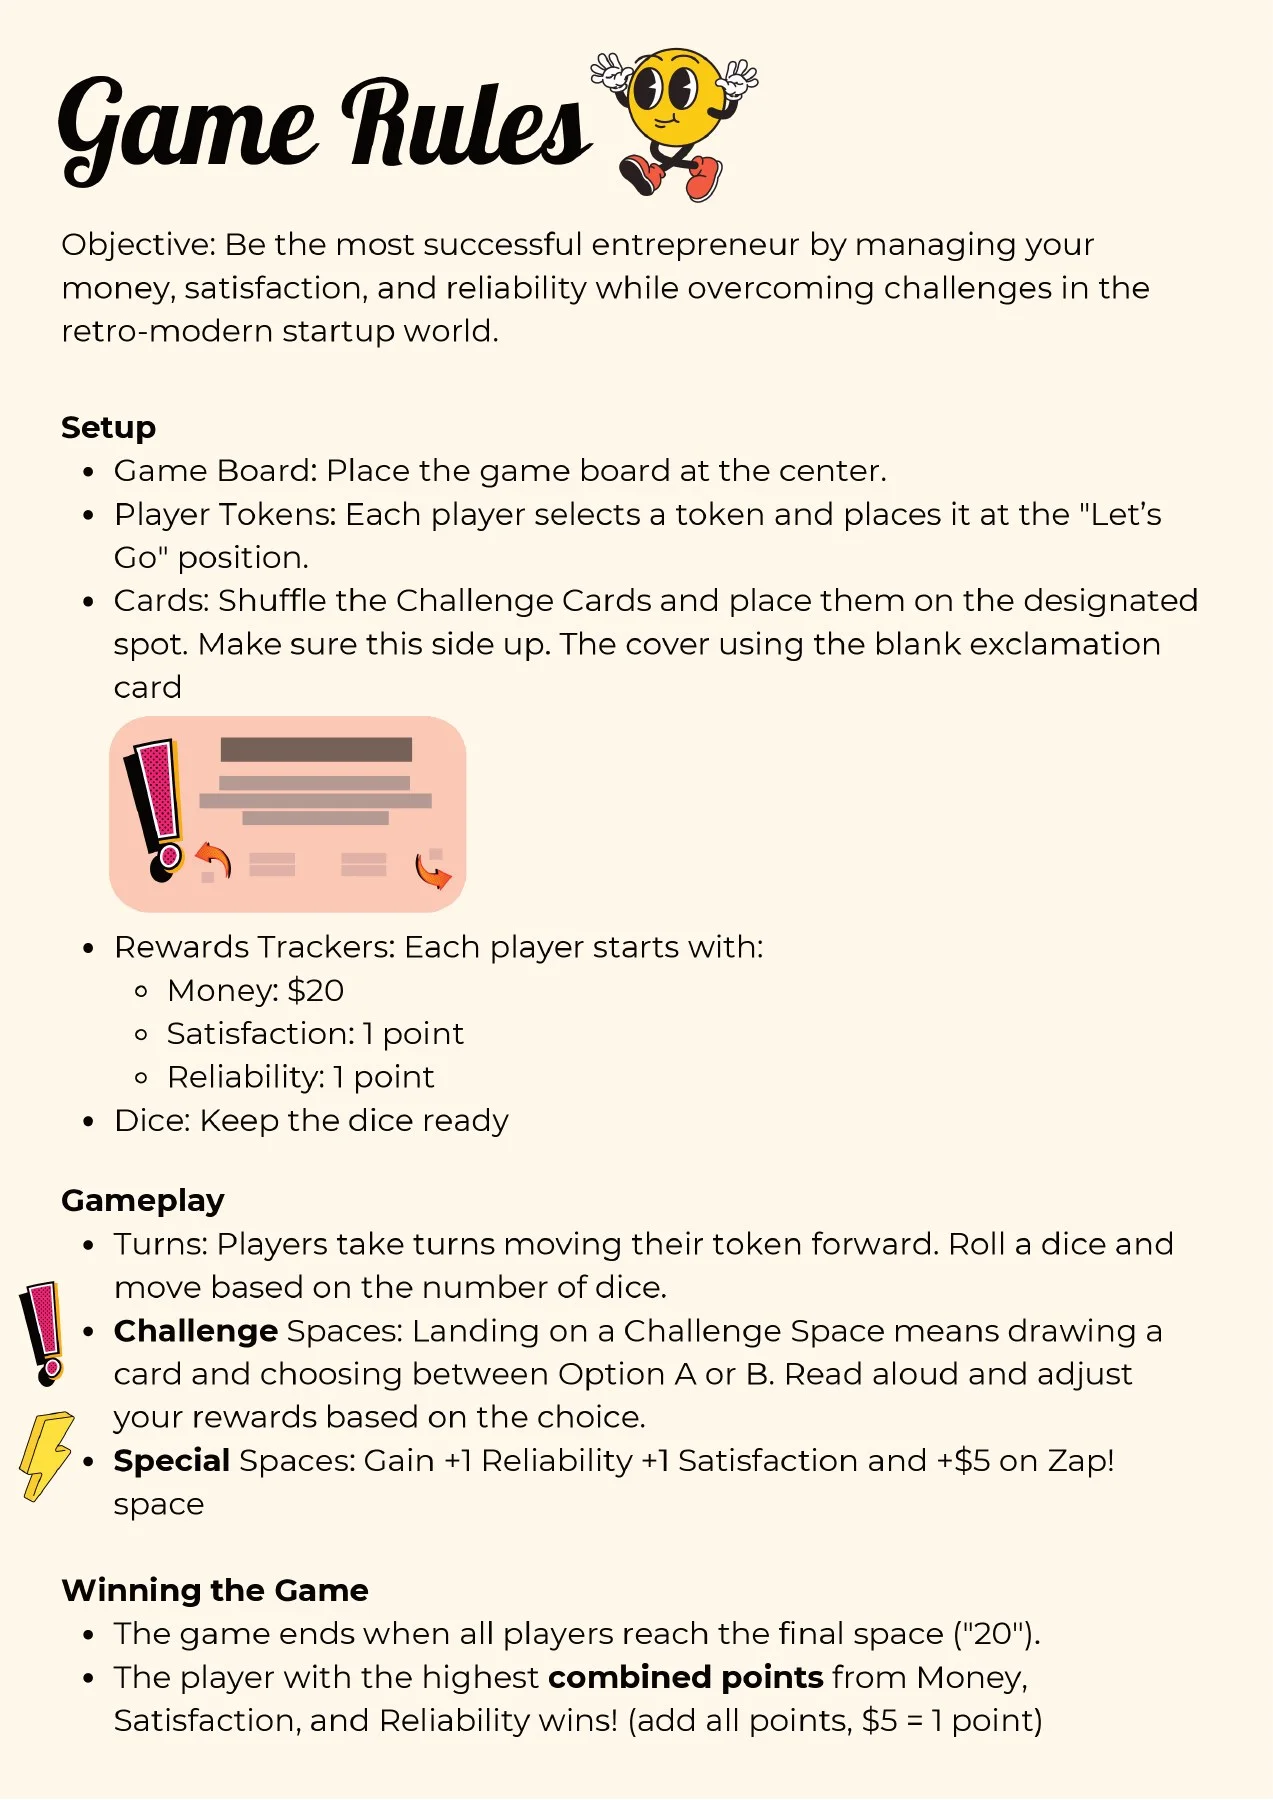 Game Rules
Objective: Be the most successful entrepreneur by managing your
money, satisfaction, and reliability while overcoming challenges in the
retro-modern startup world.
Setup
• Game Board: Place the game board at the center.
• Player Tokens: Each player selects a token and places it at the "Let’s
Go" position.
• Cards: Shuffle the Challenge Cards and place them on the designated
spot. Make sure this side up. The cover using the blank exclamation
card
• Rewards Trackers: Each player starts with:
◦ Money: $20
◦ Satisfaction: 1 point
◦ Reliability: 1 point
• Dice: Keep the dice ready
Gameplay
• Turns: Players take turns moving their token forward. Roll a dice and
move based on the number of dice.
• Challenge Spaces: Landing on a Challenge Space means drawing a
card and choosing between Option A or B. Read aloud and adjust
your rewards based on the choice.
• Special Spaces: Gain +1 Reliability +1 Satisfaction and +$5 on Zap!
space
Winning the Game
• The game ends when all players reach the final space ("20").
• The player with the highest combined points from Money,
Satisfaction, and Reliability wins! (add all points, $5 = 1 point)